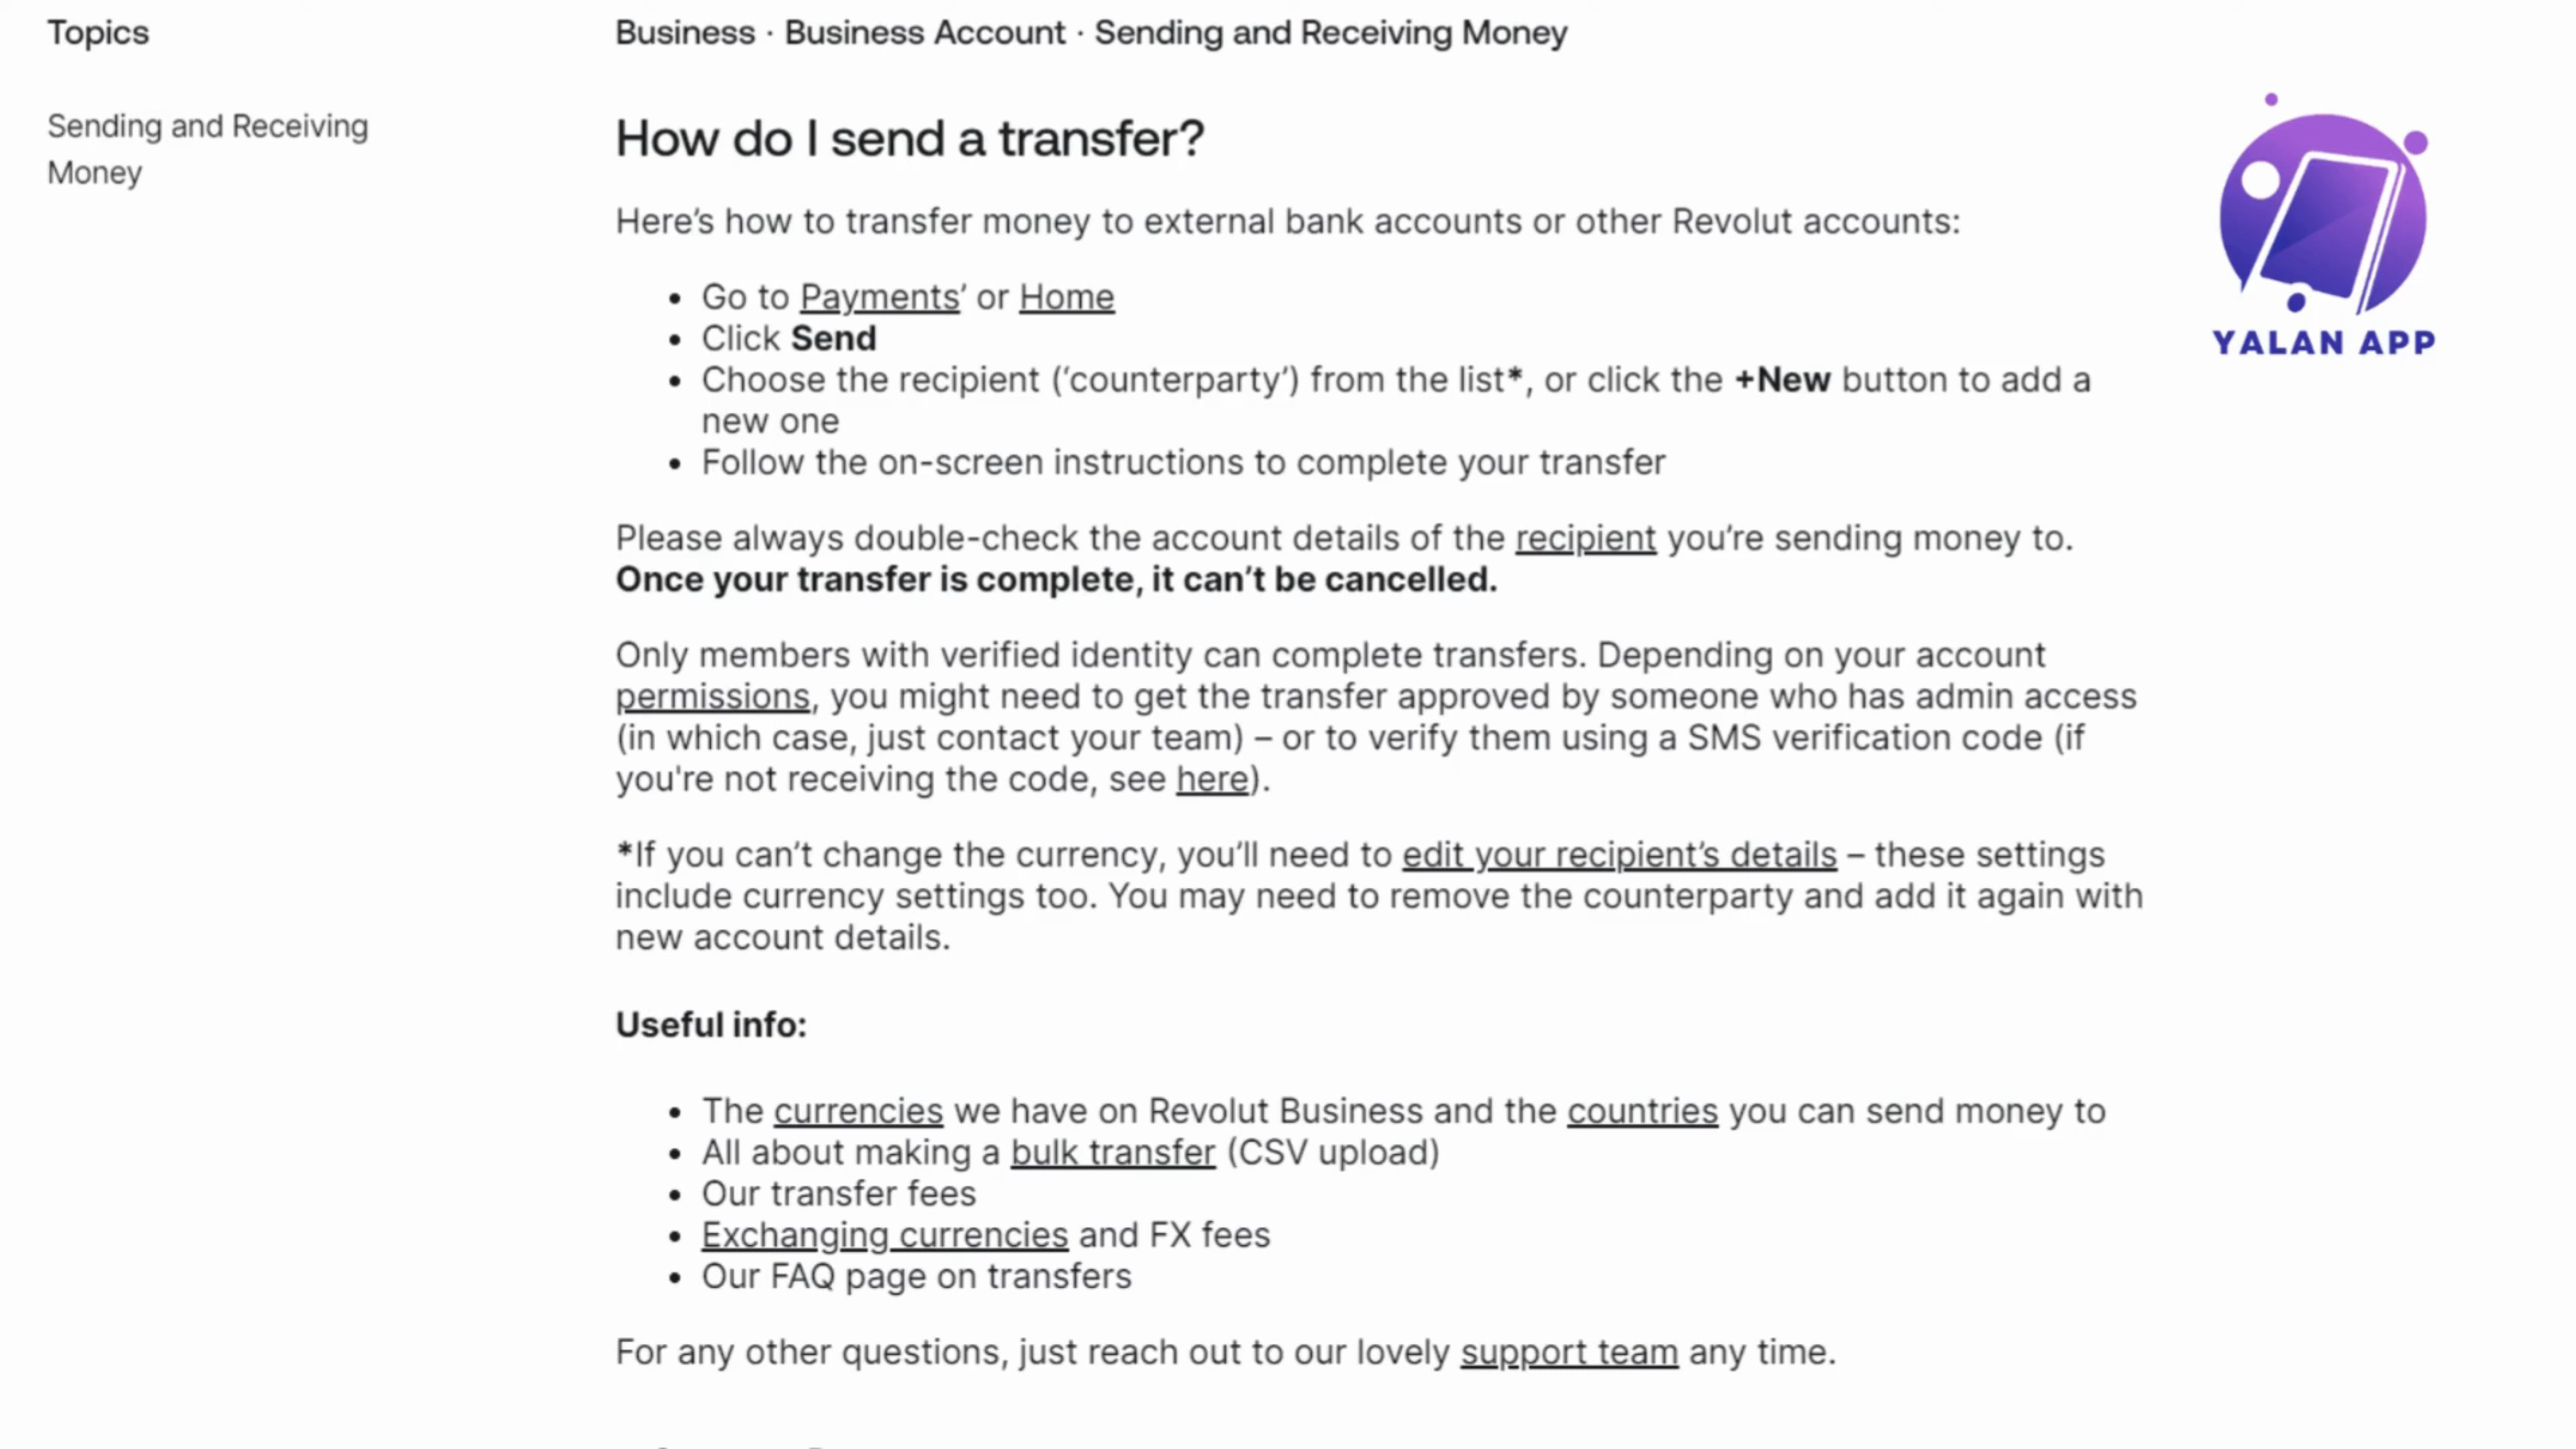 Topics
Sending and Receiving
Money
Business · Business Account · Sending and Receiving Money
How do I send a transfer?
Here’s how to transfer money to external bank accounts or other Revolut accounts:
• Go to Payments’ or Home
• Click Send
• Choose the recipient (‘counterparty’) from the list*, or click the +New button to add a
new one
• Follow the on-screen instructions to complete your transfer
Please always double-check the account details of the recipient you’re sending money to.
Once your transfer is complete, it can’t be cancelled.
Only members with verified identity can complete transfers. Depending on your account
permissions, you might need to get the transfer approved by someone who has admin access
(in which case, just contact your team) – or to verify them using a SMS verification code (if
you're not receiving the code, see here).
*If you can’t change the currency, you’ll need to edit your recipient’s details – these settings
include currency settings too. You may need to remove the counterparty and add it again with
new account details.
Useful info:
• The currencies we have on Revolut Business and the countries you can send money to
• All about making a bulk transfer (CSV upload)
• Our transfer fees
• Exchanging currencies and FX fees
• Our FAQ page on transfers
For any other questions, just reach out to our lovely support team any time.
YALAN APP